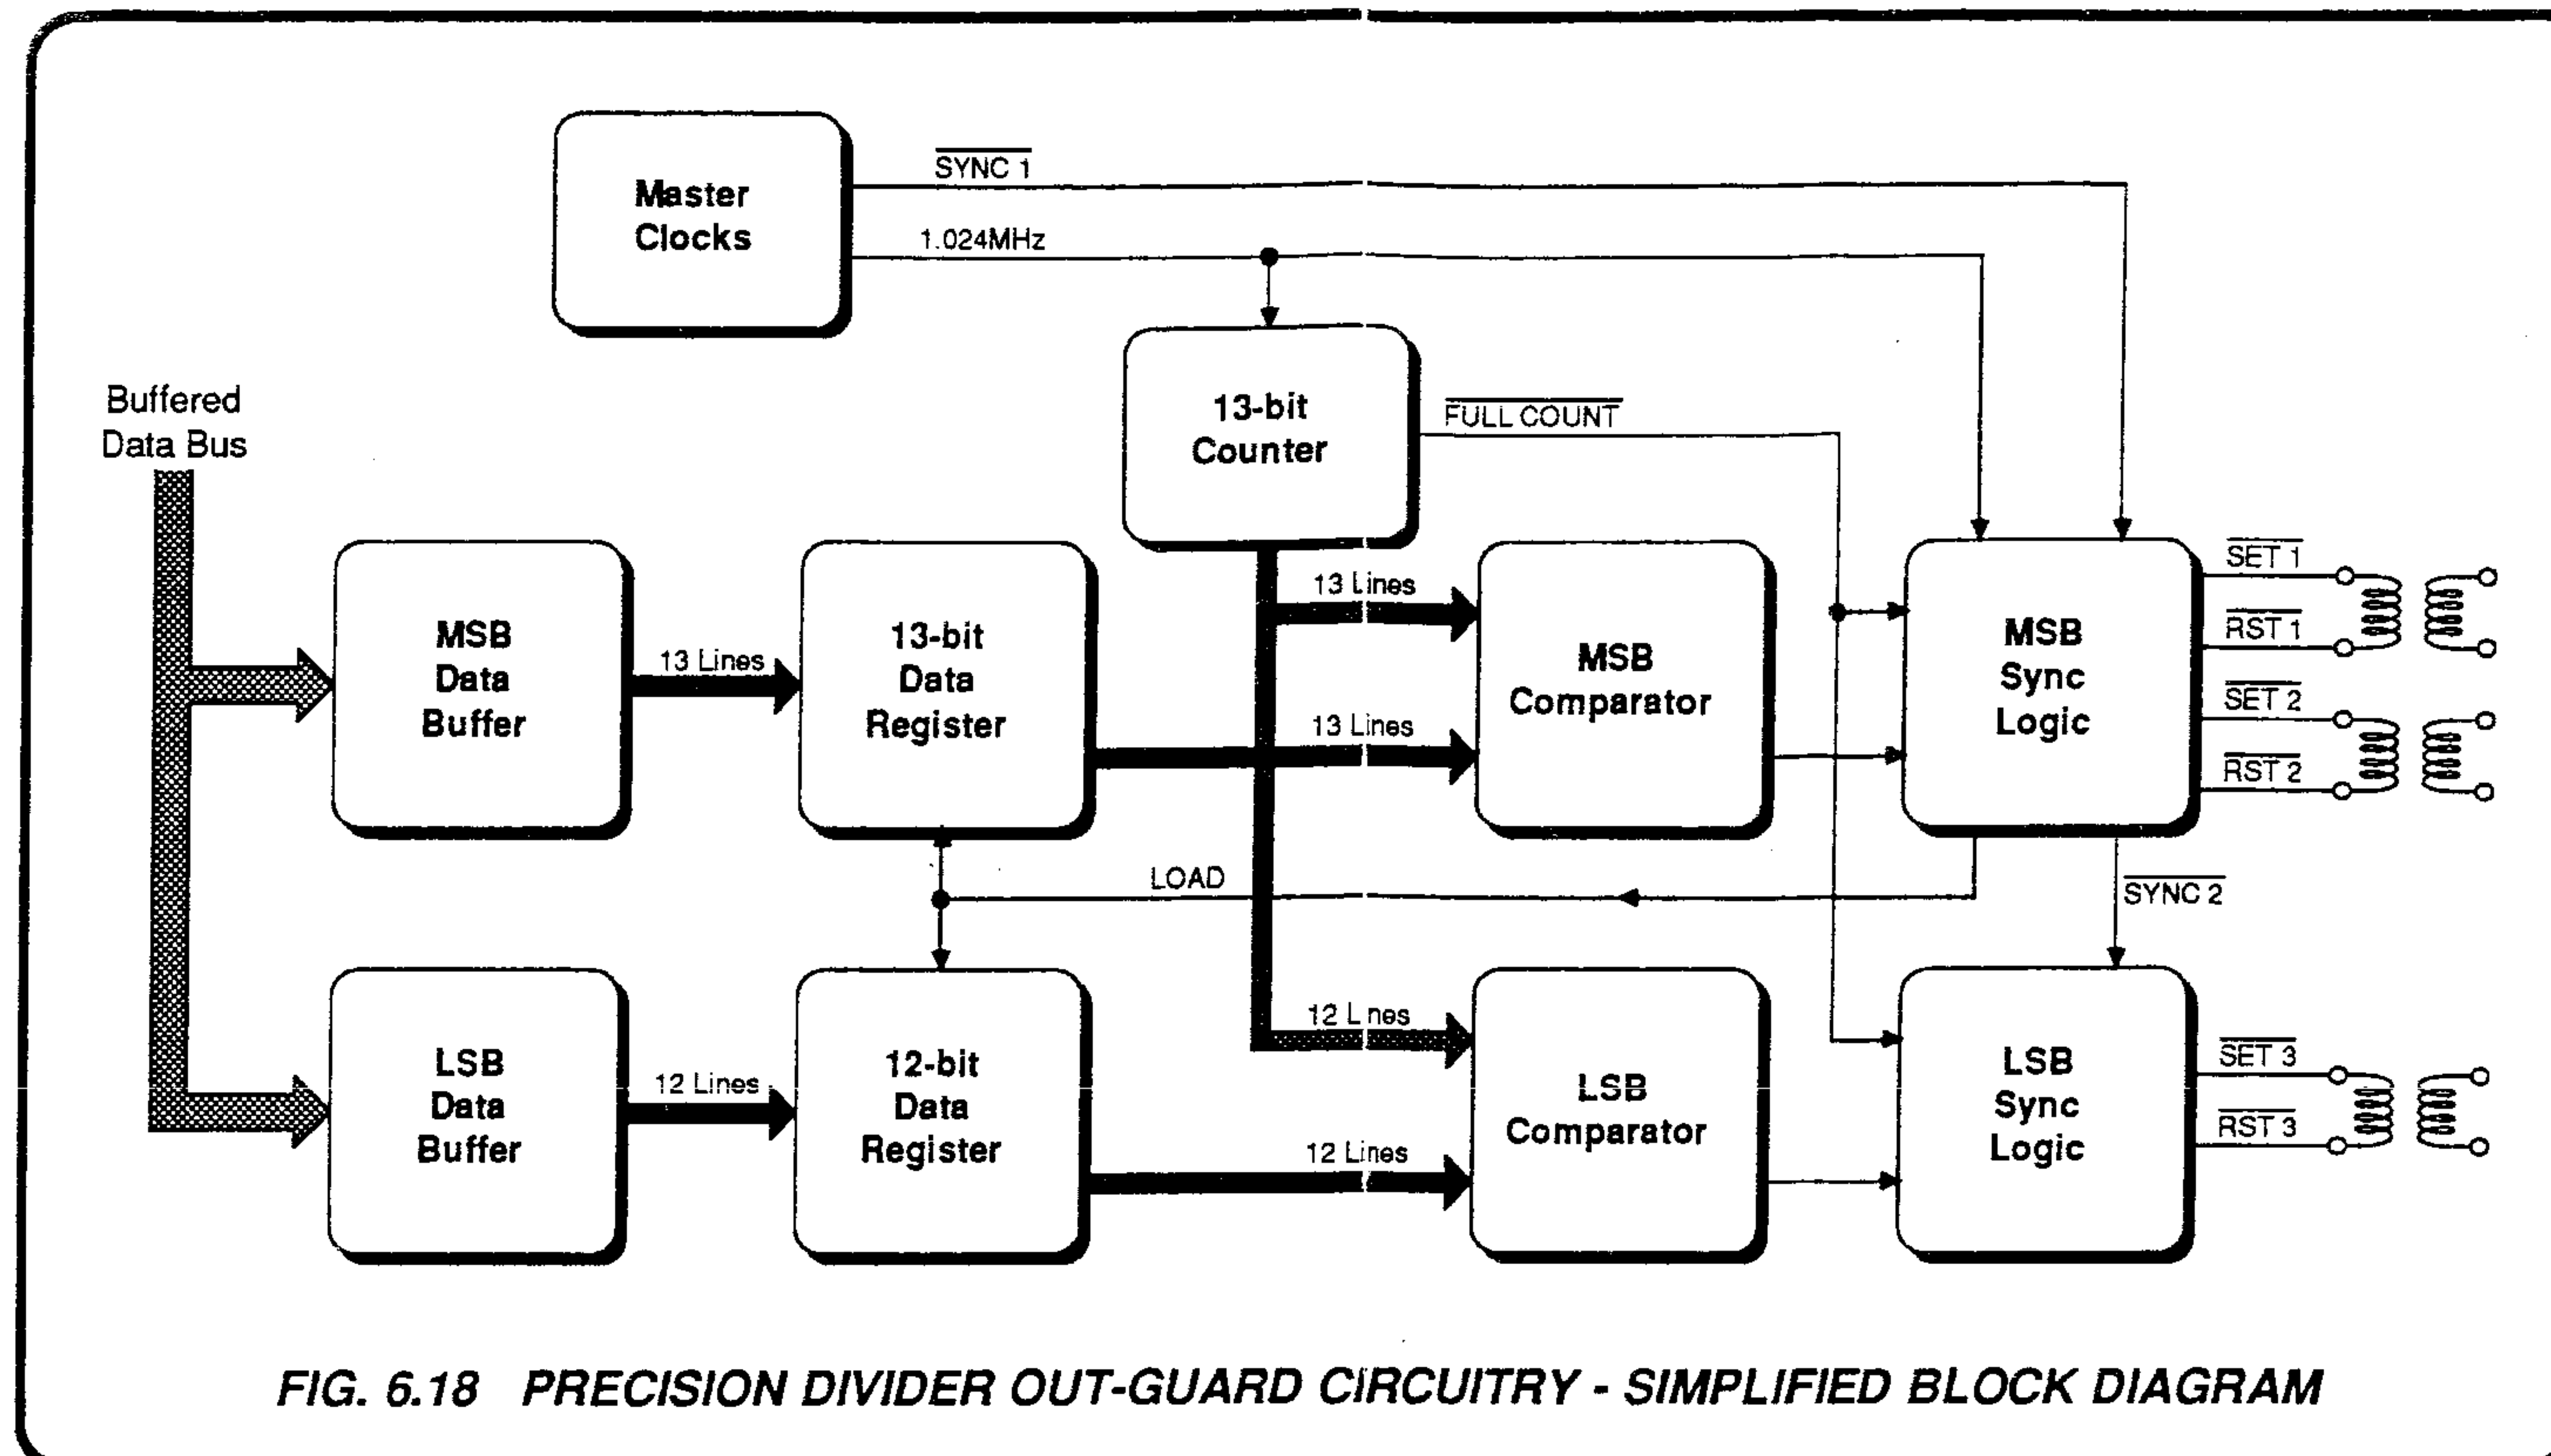 Master
Clocks
SYNC 1
1.024MHz
Buffered
Data Bus
13-bit
Counter
FULL COUNT
MSB
Data
Buffer
13 Lines
13-bit
Data
Register
13 Lines
13 Lines
MSB
Comparator
MSB
Sync
Logic
SET 1
RST 1
SET 2
RST 2
LOAD
SYNC 2
LSB
Data
Buffer
12 Lines
12-bit
Data
Register
12 Lines
12 Lines
LSB
Comparator
LSB
Sync
Logic
SET 3
RST 3
FIG. 6.18 PRECISION DIVIDER OUT-GUARD CIRCUITRY - SIMPLIFIED BLOCK DIAGRAM